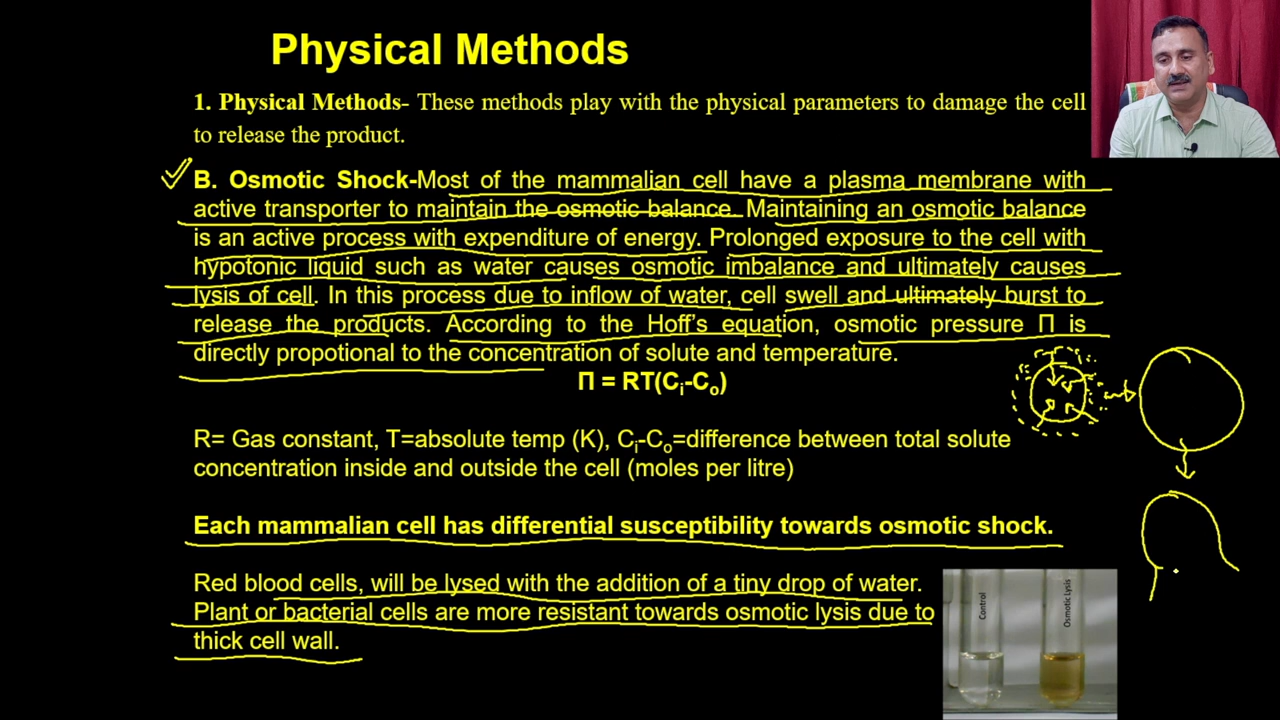 Physical Methods
1. Physical Methods- These methods play with the physical parameters to damage the cell
to release the product.
B. Osmotic Shock-Most of the mammalian cell have a plasma membrane with
active transporter to maintain the osmotic balance. Maintaining an osmotic balance
is an active process with expenditure of energy. Prolonged exposure to the cell with
hypotonic liquid such as water causes osmotic imbalance and ultimately causes
lysis of cell. In this process due to inflow of water, cell swell and ultimately burst to
release the products. According to the Hoff's equation, osmotic pressure Π is
directly propotional to the concentration of solute and temperature.
Π = RT(Ci-Co)
R= Gas constant, T=absolute temp (K), Ci-Co=difference between total solute
concentration inside and outside the cell (moles per litre)
Each mammalian cell has differential susceptibility towards osmotic shock.
Red blood cells, will be lysed with the addition of a tiny drop of water.
Plant or bacterial cells are more resistant towards osmotic lysis due to
thick cell wall.
Control
Osmotic Lysis